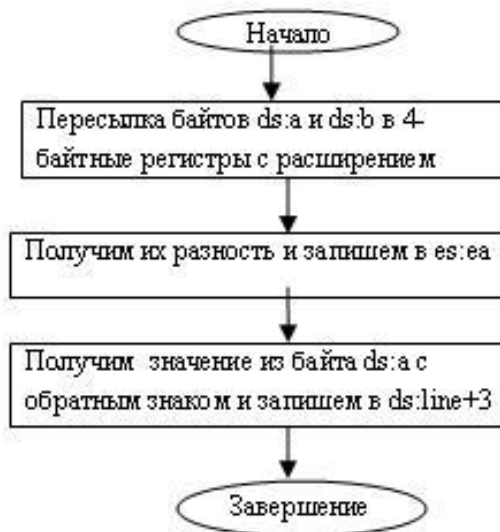 Начало
Пересылка байтов ds:a и ds:b в 4-
байтные регистры с расширением
Получим их разность и запишем в es:ea
Получим значение из байта ds:a с
обратным знаком и запишем в ds:line+3
Завершение